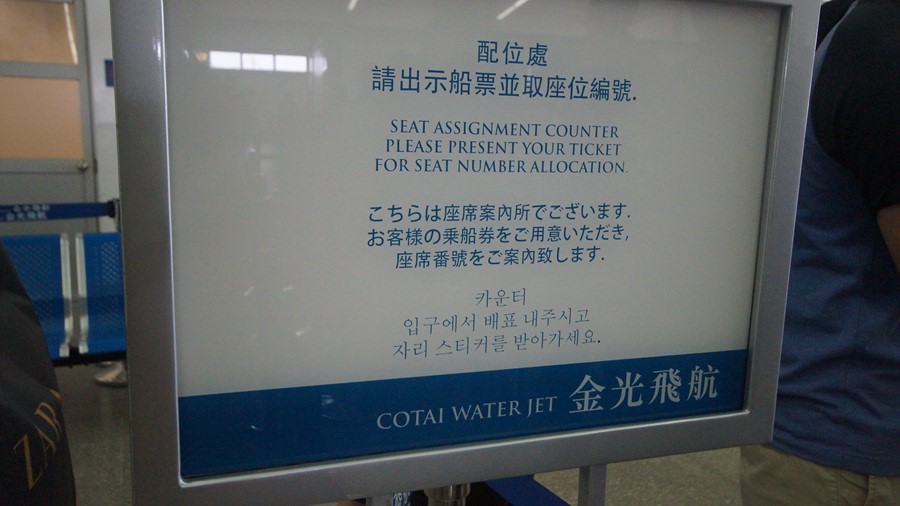 配位處
請出示船票並取座位編號.
SEAT ASSIGNMENT COUNTER
PLEASE PRESENT YOUR TICKET
FOR SEAT NUMBER ALLOCATION.
こちらは座席案內所でございます.
お客様の乗船券をご用意いただき,
座席番號をご案內致します.
카운터
입구에서 배표 내주시고
자리 스티커를 받아가세요.
COTAI WATER JET 金光飛航
ZARA